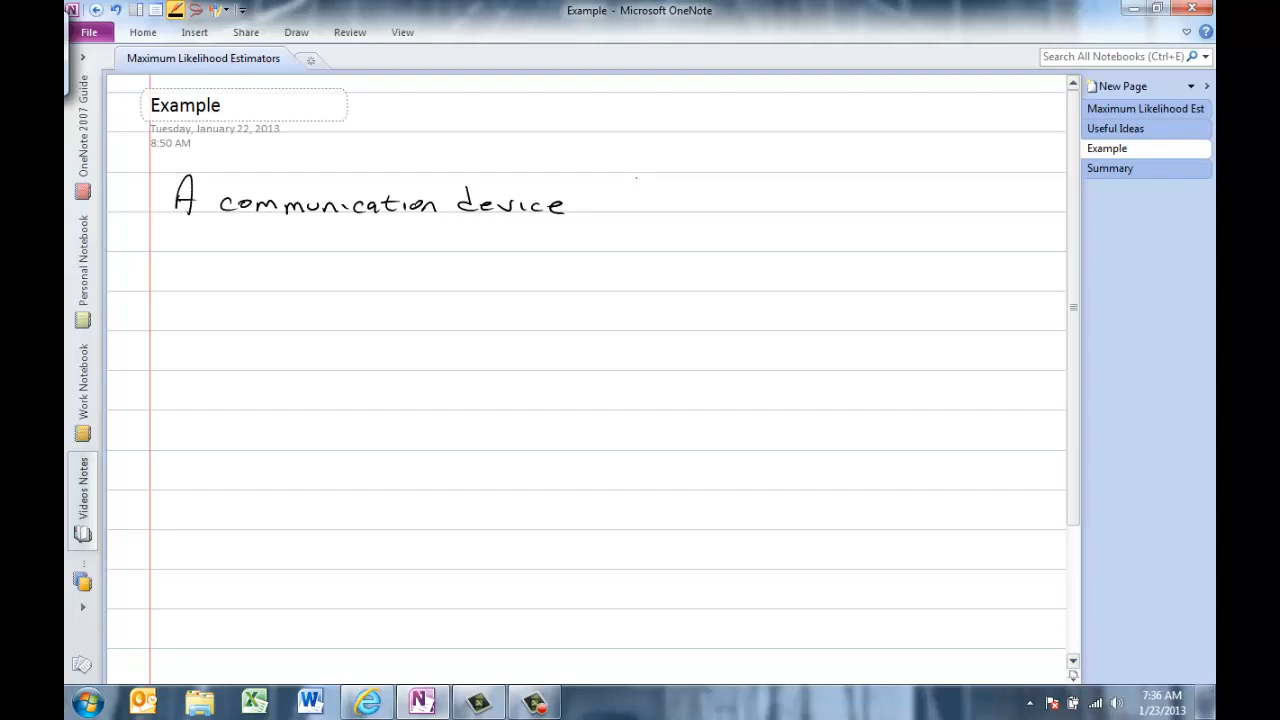 Example - Microsoft OneNote
File Home Insert Share Draw Review View
Maximum Likelihood Estimators
Search All Notebooks (Ctrl+E)
Example
Tuesday, January 22, 2013
8:50 AM
A communication device
New Page
Maximum Likelihood Est
Useful Ideas
Example
Summary
OneNote 2007 Guide
Personal Notebook
Work Notebook
Videos Notes
7:36 AM
1/23/2013